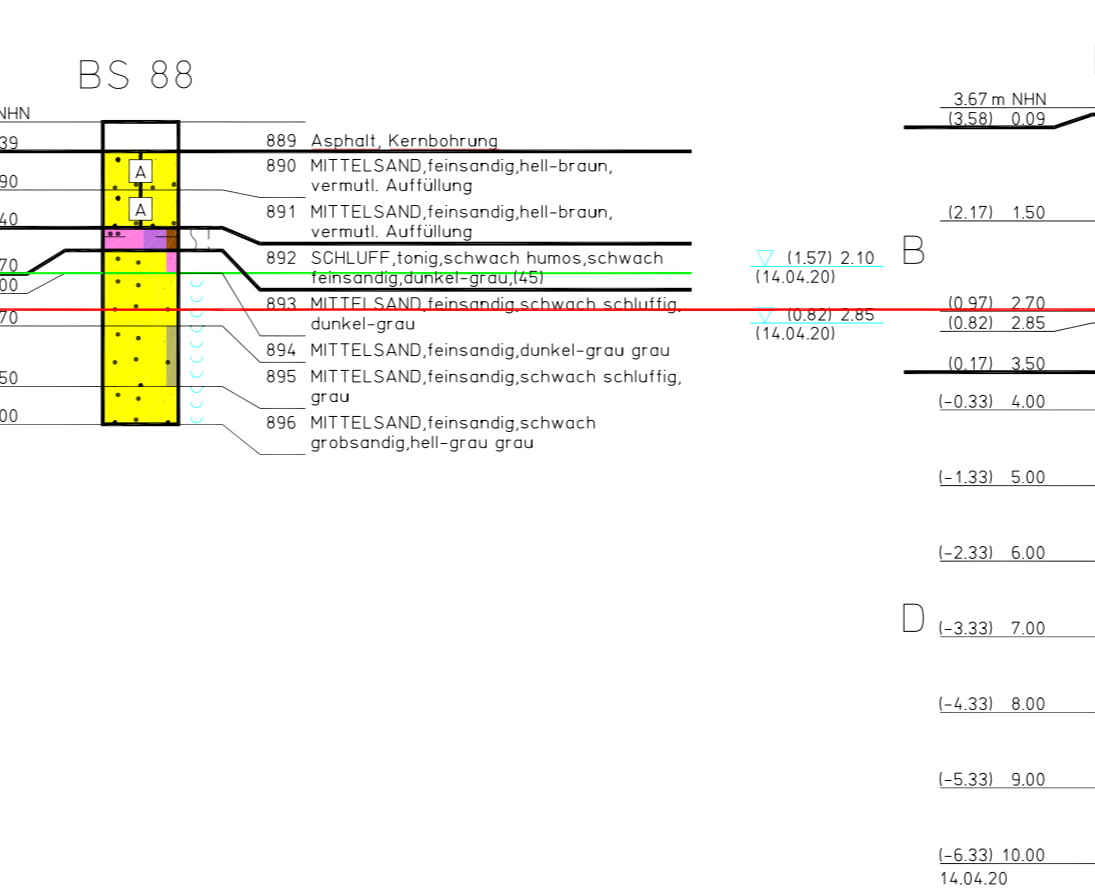 BS 88
NHN
39
90
40
70
00
70
50
00
A
A
889 Asphalt, Kernbohrung
890 MITTELSAND,feinsandig,hell-braun,
vermutl. Auffüllung
891 MITTELSAND,feinsandig,hell-braun,
vermutl. Auffüllung
892 SCHLUFF,tonig,schwach humos,schwach
feinsandig,dunkel-grau,(45)
893 MITTELSAND,feinsandig,schwach schluffig,
dunkel-grau
894 MITTELSAND,feinsandig,dunkel-grau grau
895 MITTELSAND,feinsandig,schwach schluffig,
grau
896 MITTELSAND,feinsandig,schwach
grobsandig,hell-grau grau
(1.57) 2.10
(14.04.20)
(0.82) 2.85
(14.04.20)
B
D
3.67 m NHN
(3.58) 0.09
(2.17) 1.50
(0.97) 2.70
(0.82) 2.85
(0.17) 3.50
(-0.33) 4.00
(-1.33) 5.00
(-2.33) 6.00
(-3.33) 7.00
(-4.33) 8.00
(-5.33) 9.00
(-6.33) 10.00
14.04.20